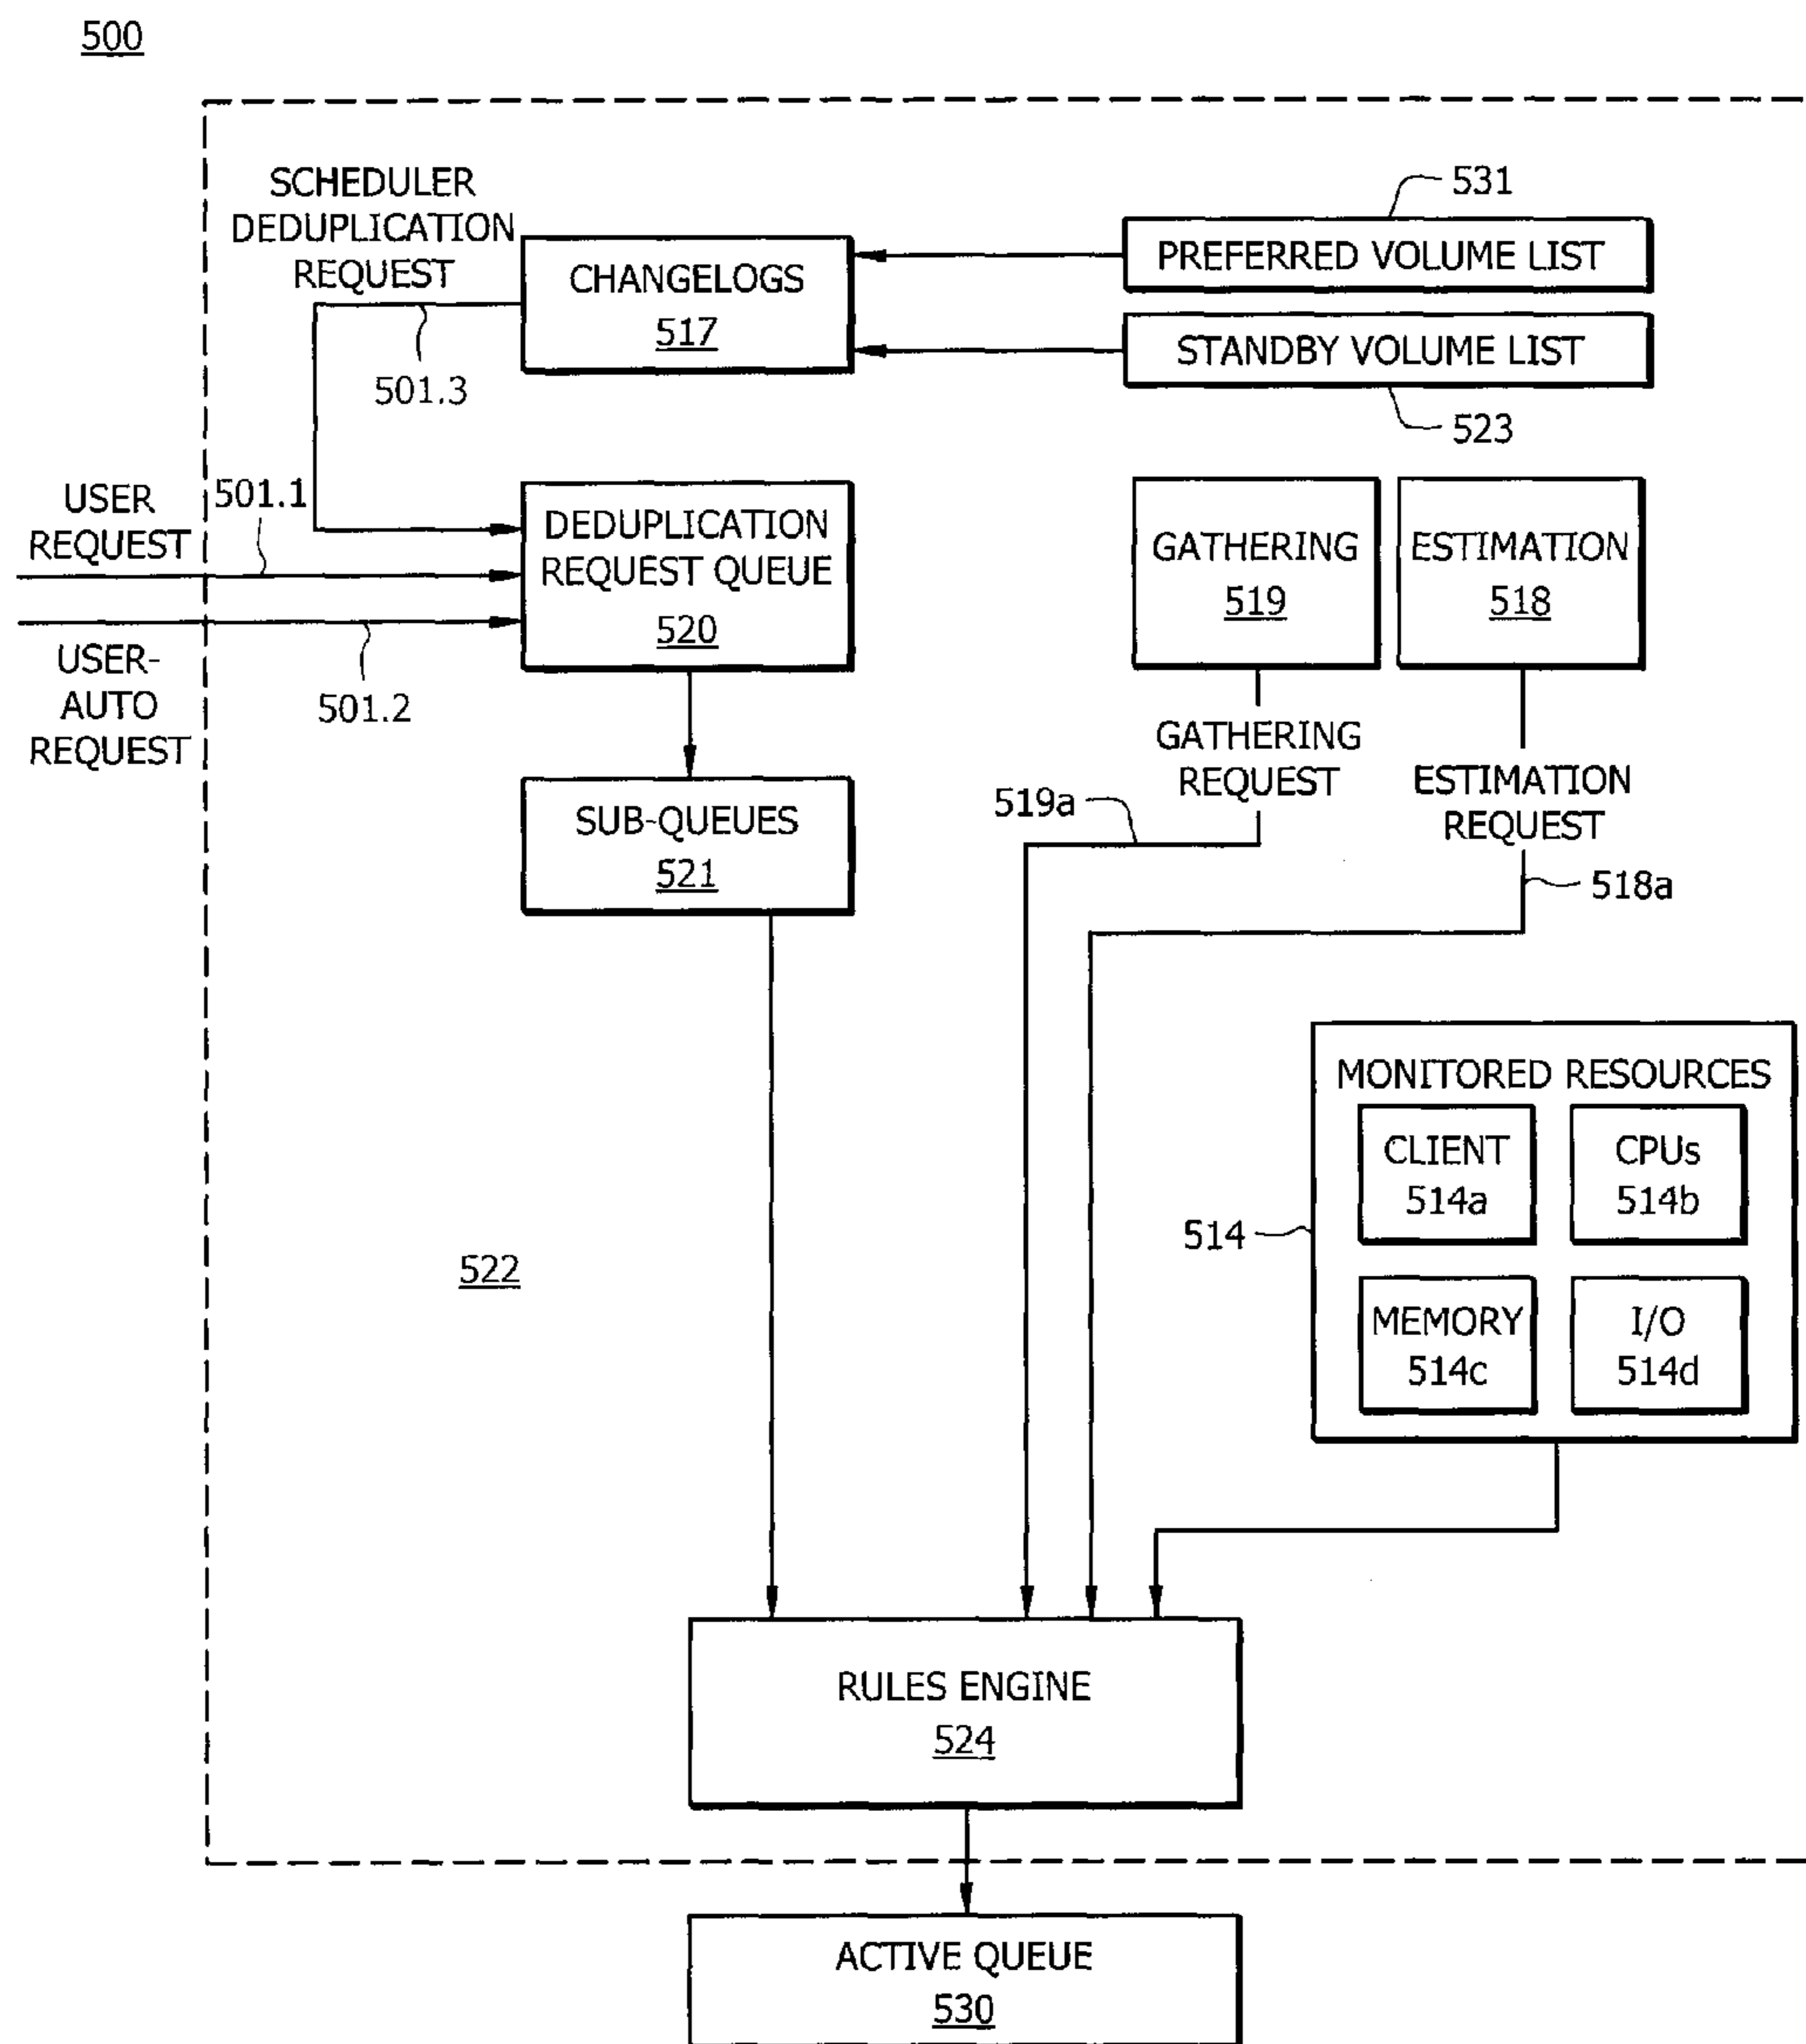 500
SCHEDULER
DEDUPLICATION
REQUEST
CHANGELOGS
517
531
PREFERRED VOLUME LIST
STANDBY VOLUME LIST
523
501.3
USER
REQUEST
501.1
DEDUPLICATION
REQUEST QUEUE
520
USER-
AUTO
REQUEST
501.2
GATHERING
519
ESTIMATION
518
GATHERING
REQUEST
519a
ESTIMATION
REQUEST
518a
SUB-QUEUES
521
MONITORED RESOURCES
CLIENT
514a
CPUs
514b
514
MEMORY
514c
I/O
514d
522
RULES ENGINE
524
ACTIVE QUEUE
530